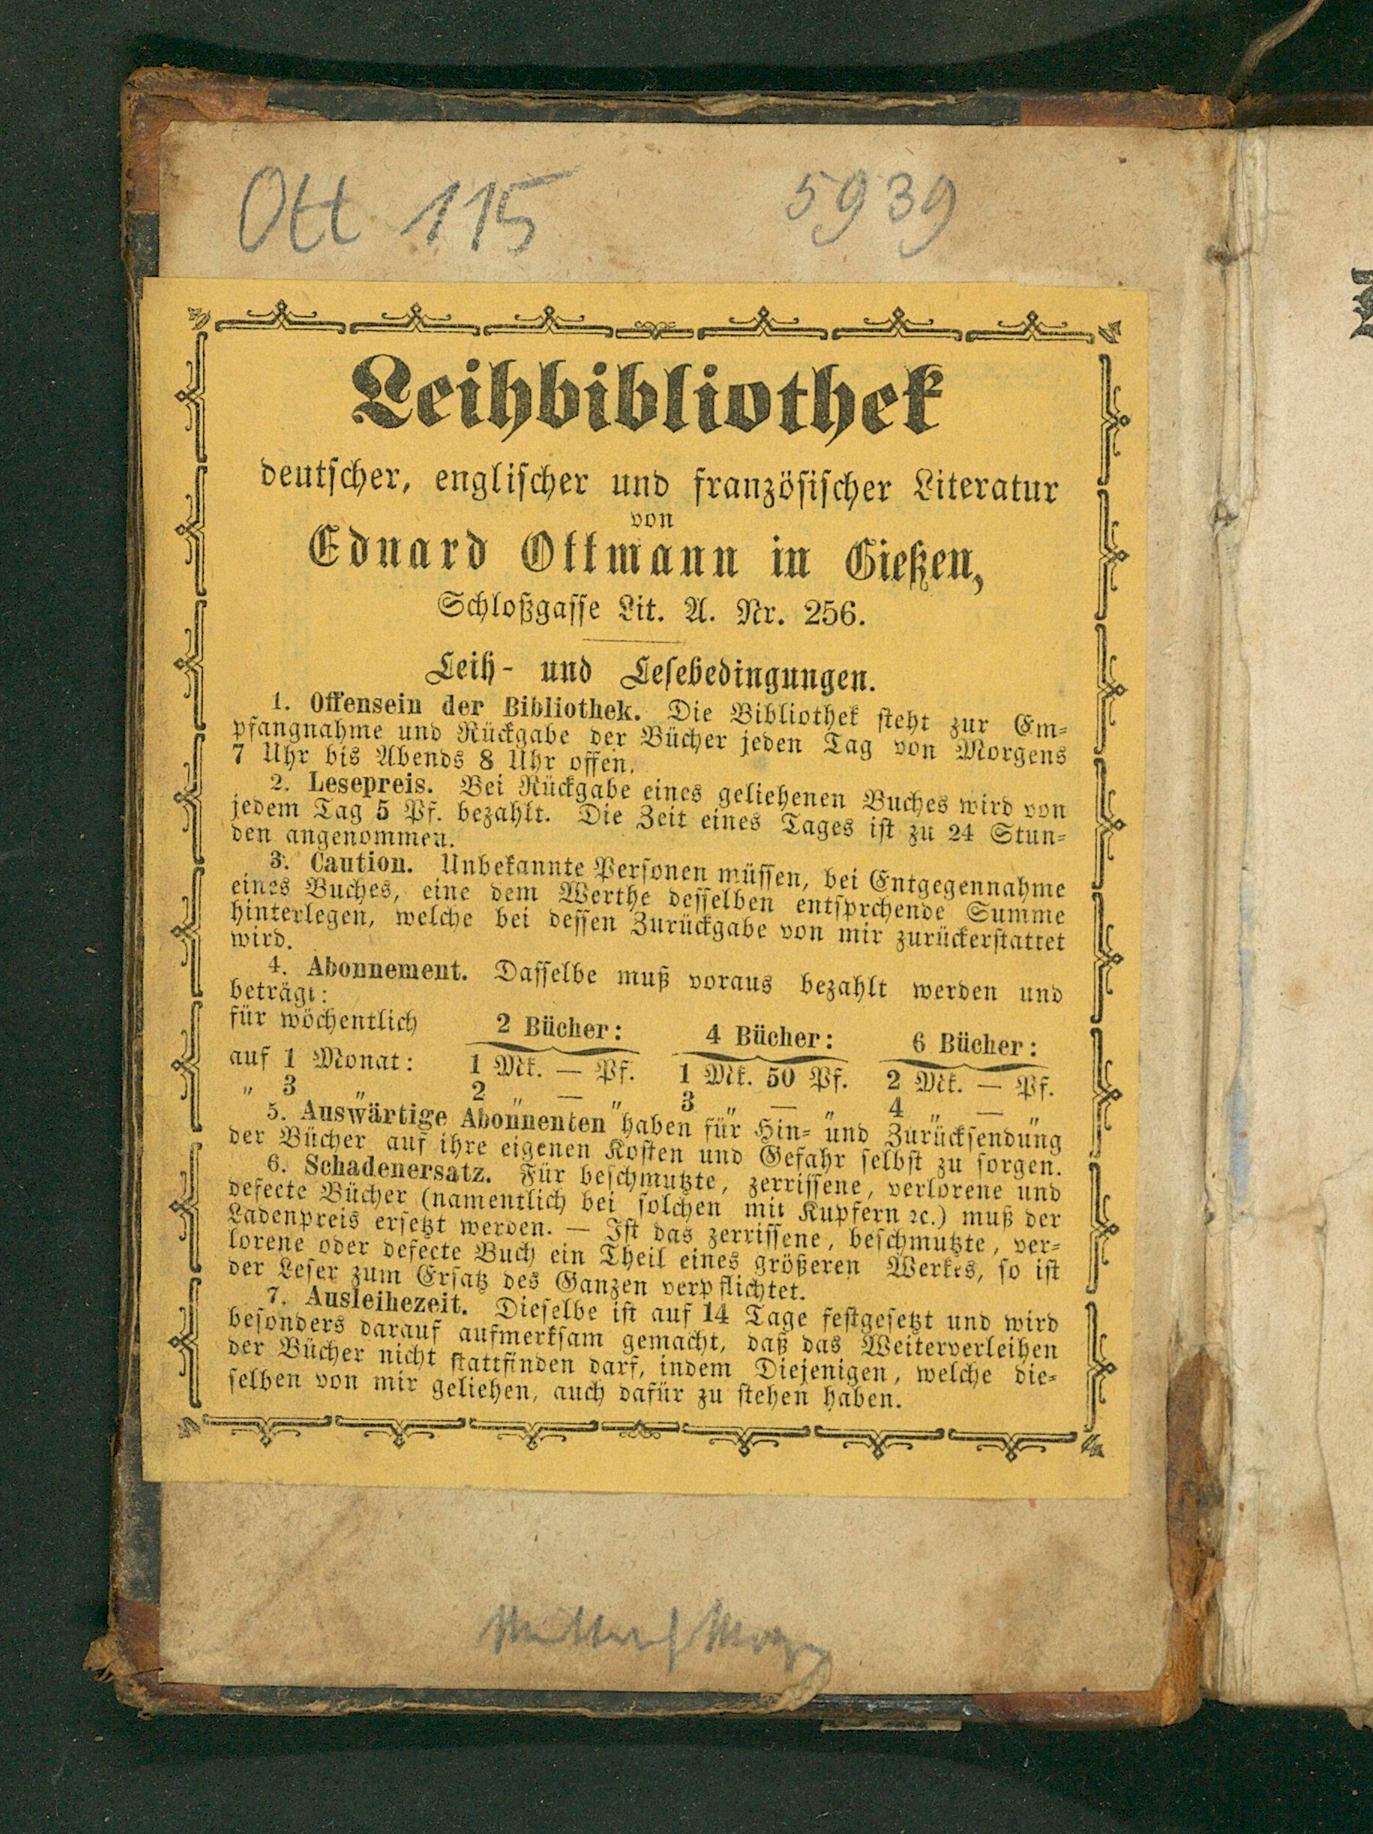 Ott 115
5939
Leihbibliothek
deutscher, englischer und französischer Literatur
von
Eduard Ottmann in Gießen,
Schloßgasse Lit. A. Nr. 256.
Leih- und Lesebedingungen.
1. Offensein der Bibliothek. Die Bibliothek steht zur Em-
pfangnahme und Rückgabe der Bücher jeden Tag von Morgens
7 Uhr bis Abends 8 Uhr offen.
2. Lesepreis. Bei Rückgabe eines geliehenen Buches wird von
jedem Tag 5 Pf. bezahlt. Die Zeit eines Tages ist zu 24 Stun-
den angenommen.
3. Caution. Unbekannte Personen müssen, bei Entgegennahme
eines Buches, eine dem Werthe desselben entsprchende Summe
hinterlegen, welche bei dessen Zurückgabe von mir zurückerstattet
wird.
4. Abonnement. Dasselbe muß voraus bezahlt werden und
beträgt:
für wöchentlich 2 Bücher: 4 Bücher: 6 Bücher:
auf 1 Monat: 1 Mk. — Pf. 1 Mk. 50 Pf. 2 Mk. — Pf.
„ 3 „ 2 „ — „ 3 „ — „ 4 „ — „
5. Auswärtige Abonnenten haben für Hin- und Zurücksendung
der Bücher auf ihre eigenen Kosten und Gefahr selbst zu sorgen.
6. Schadenersatz. Für beschmutzte, zerrissene, verlorene und
defecte Bücher (namentlich bei solchen mit Kupfern ꝛc.) muß der
Ladenpreis ersetzt werden. — Ist das zerrissene, beschmutzte, ver-
lorene oder defecte Buch ein Theil eines größeren Werkes, so ist
der Leser zum Ersatz des Ganzen verpflichtet.
7. Ausleihezeit. Dieselbe ist auf 14 Tage festgesetzt und wird
besonders darauf aufmerksam gemacht, daß das Weiterverleihen
der Bücher nicht stattfinden darf, indem Diejenigen, welche die-
selben von mir geliehen, auch dafür zu stehen haben.